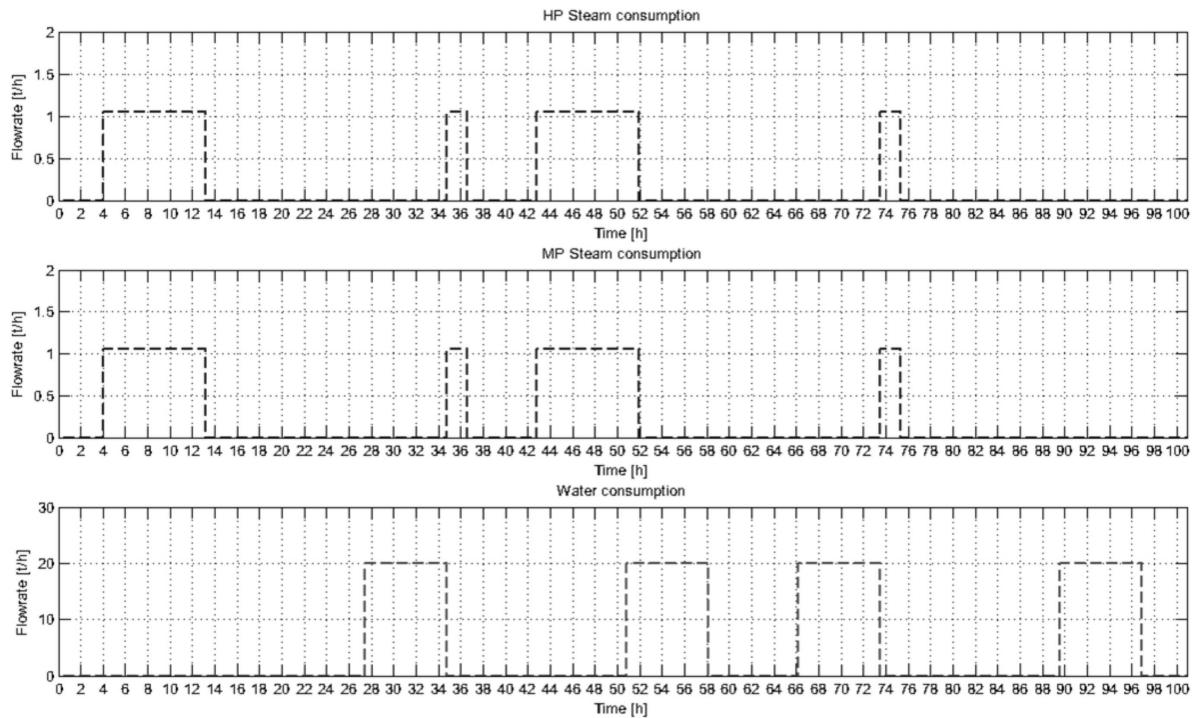 HP Steam consumption
Flowrate [t/h]
2
1.5
1
0.5
0
0 2 4 6 8 10 12 14 16 18 20 22 24 26 28 30 32 34 36 38 40 42 44 46 48 50 52 54 56 58 60 62 64 66 68 70 72 74 76 78 80 82 84 86 88 90 92 94 96 98 100
Time [h]
MP Steam consumption
Flowrate [t/h]
2
1.5
1
0.5
0
0 2 4 6 8 10 12 14 16 18 20 22 24 26 28 30 32 34 36 38 40 42 44 46 48 50 52 54 56 58 60 62 64 66 68 70 72 74 76 78 80 82 84 86 88 90 92 94 96 98 100
Time [h]
Water consumption
Flowrate [t/h]
30
20
10
0
0 2 4 6 8 10 12 14 16 18 20 22 24 26 28 30 32 34 36 38 40 42 44 46 48 50 52 54 56 58 60 62 64 66 68 70 72 74 76 78 80 82 84 86 88 90 92 94 96 98 100
Time [h]